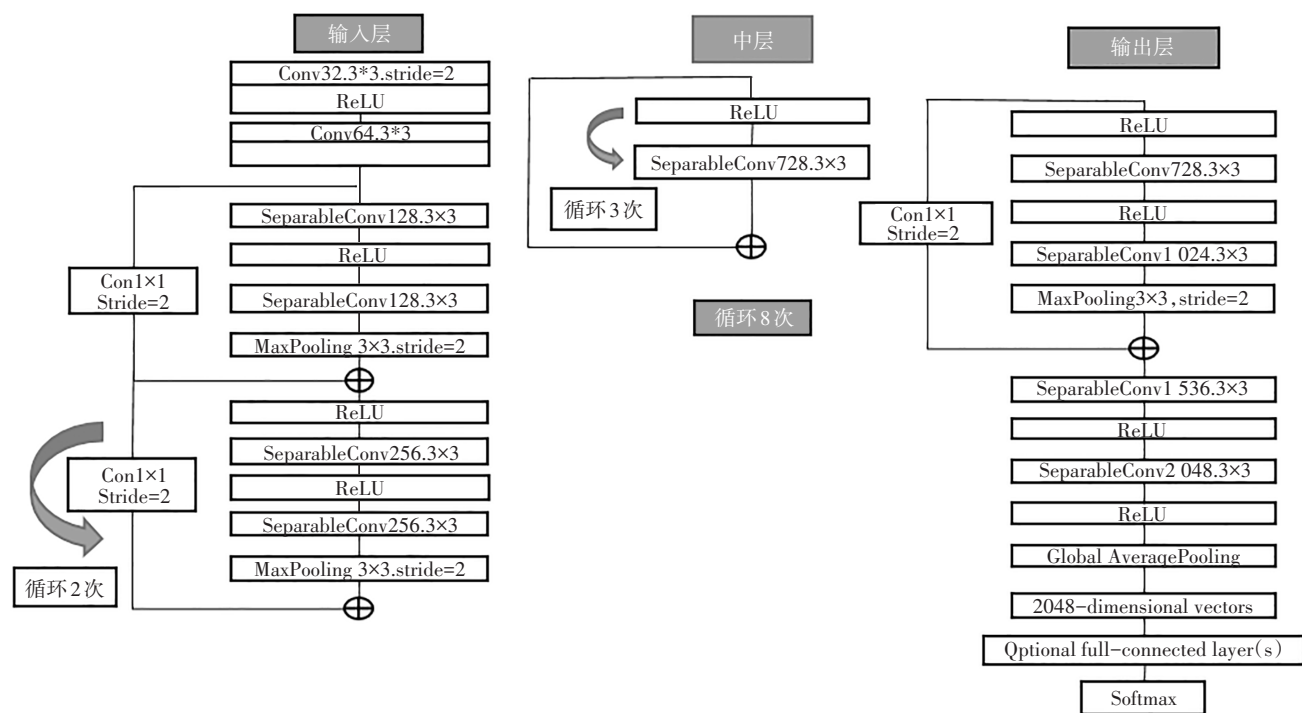 输入层
Conv32.3*3.stride=2
ReLU
Conv64.3*3
SeparableConv128.3×3
ReLU
SeparableConv128.3×3
MaxPooling 3×3.stride=2
Con1×1
Stride=2
ReLU
SeparableConv256.3×3
ReLU
SeparableConv256.3×3
MaxPooling 3×3.stride=2
Con1×1
Stride=2
循环2次
中层
ReLU
SeparableConv728.3×3
循环3次
循环8次
输出层
ReLU
SeparableConv728.3×3
ReLU
SeparableConv1 024.3×3
MaxPooling3×3,stride=2
Con1×1
Stride=2
SeparableConv1 536.3×3
ReLU
SeparableConv2 048.3×3
ReLU
Global AveraqePooling
2048-dimensional vectors
Qptional full-connected layer(s)
Softmax